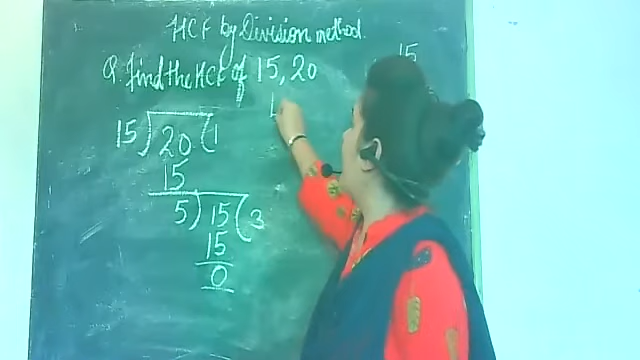 HCF by Division method.
Q. Find the HCF of 15, 20
15
1
15) 20 (1
15
5) 15 (3
15
0